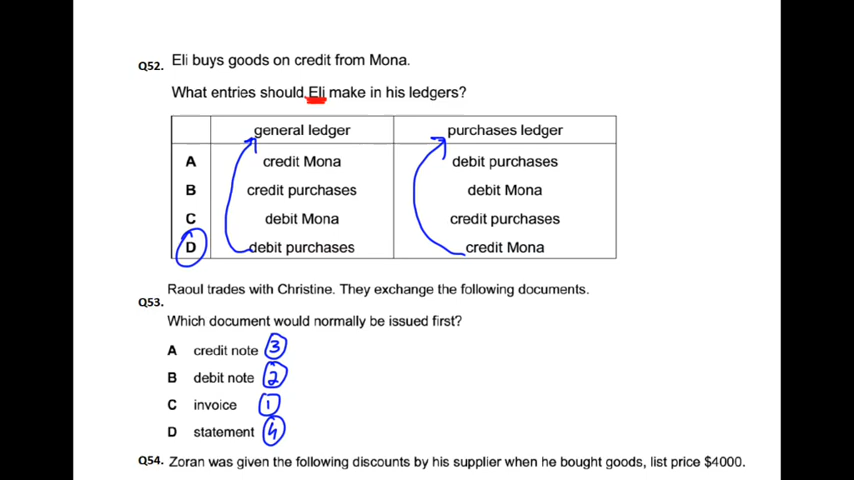 Q52. Eli buys goods on credit from Mona.
What entries should Eli make in his ledgers?
general ledger purchases ledger
A credit Mona debit purchases
B credit purchases debit Mona
C debit Mona credit purchases
D debit purchases credit Mona
Raoul trades with Christine. They exchange the following documents.
Q53.
Which document would normally be issued first?
A credit note 3
B debit note 2
C invoice 1
D statement 4
Q54. Zoran was given the following discounts by his supplier when he bought goods, list price $4000.